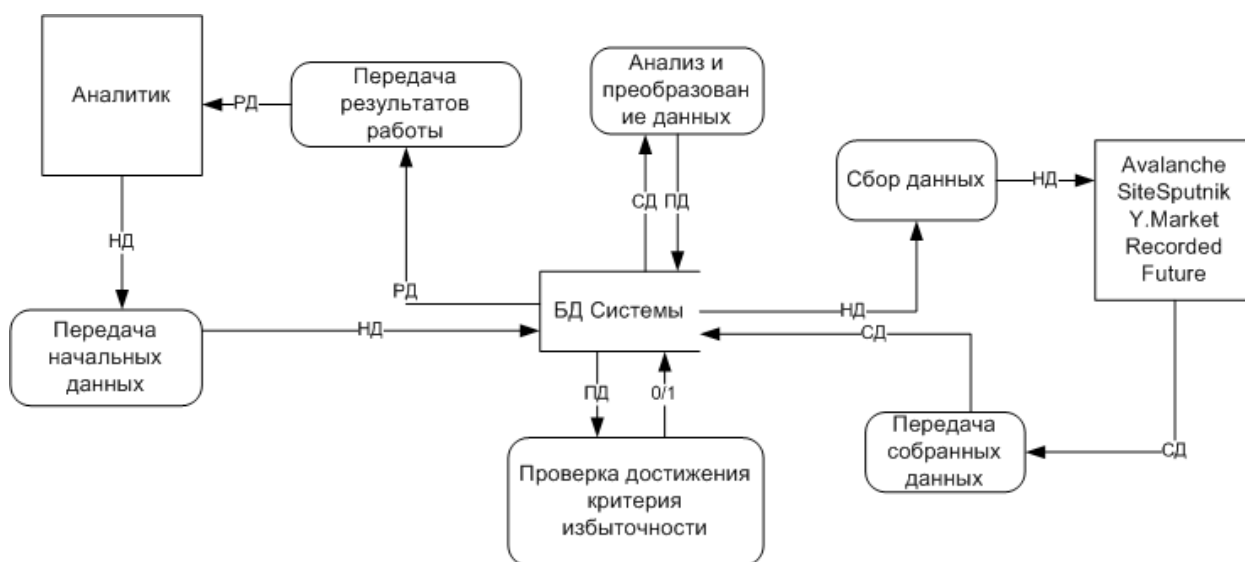 Аналитик
РД
Передача
результатов
работы
Анализ и
преобразован
ие данных
Сбор данных
НД
Avalanche
SiteSputnik
Y.Market
Recorded
Future
НД
СД
ПД
РД
БД Системы
НД
Передача
начальных
данных
НД
СД
ПД
0/1
Передача
собранных
данных
СД
Проверка достижения
критерия
избыточности